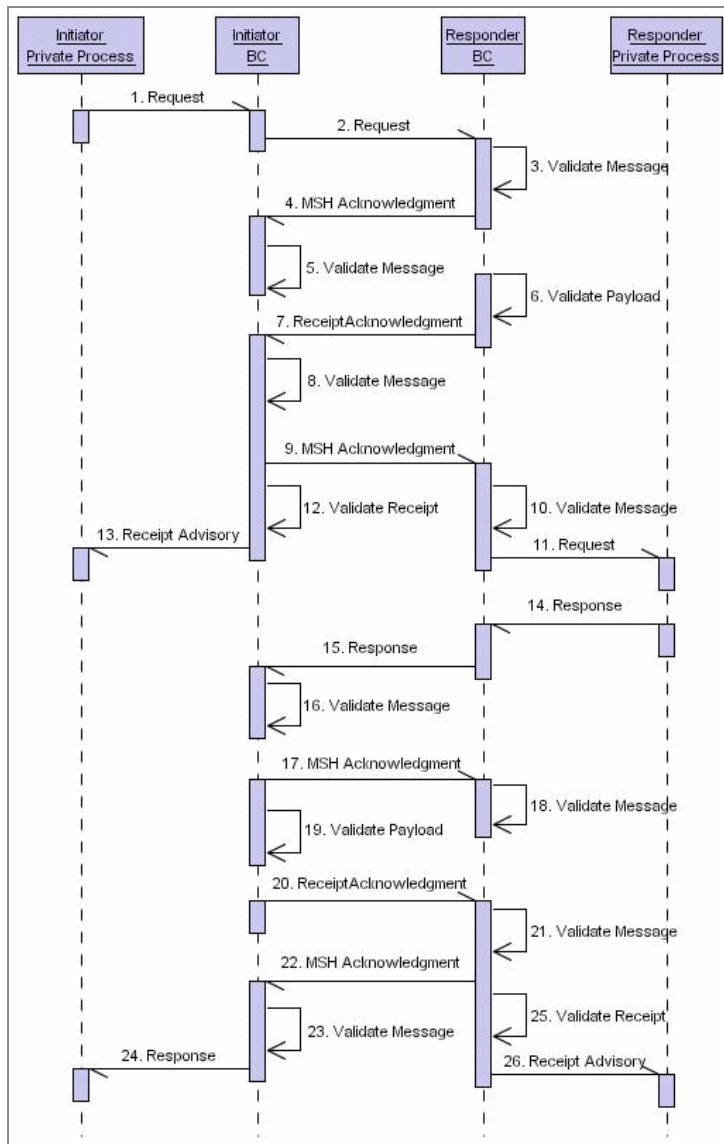 Initiator
Private Process
Initiator
BC
Responder
BC
Responder
Private Process
1. Request
2. Request
3. Validate Message
4. MSH Acknowledgment
5. Validate Message
6. Validate Payload
7. ReceiptAcknowledgment
8. Validate Message
9. MSH Acknowledgment
12. Validate Receipt
10. Validate Message
13. Receipt Advisory
11. Request
14. Response
15. Response
16. Validate Message
17. MSH Acknowledgment
18. Validate Message
19. Validate Payload
20. ReceiptAcknowledgment
21. Validate Message
22. MSH Acknowledgment
25. Validate Receipt
23. Validate Message
24. Response
26. Receipt Advisory